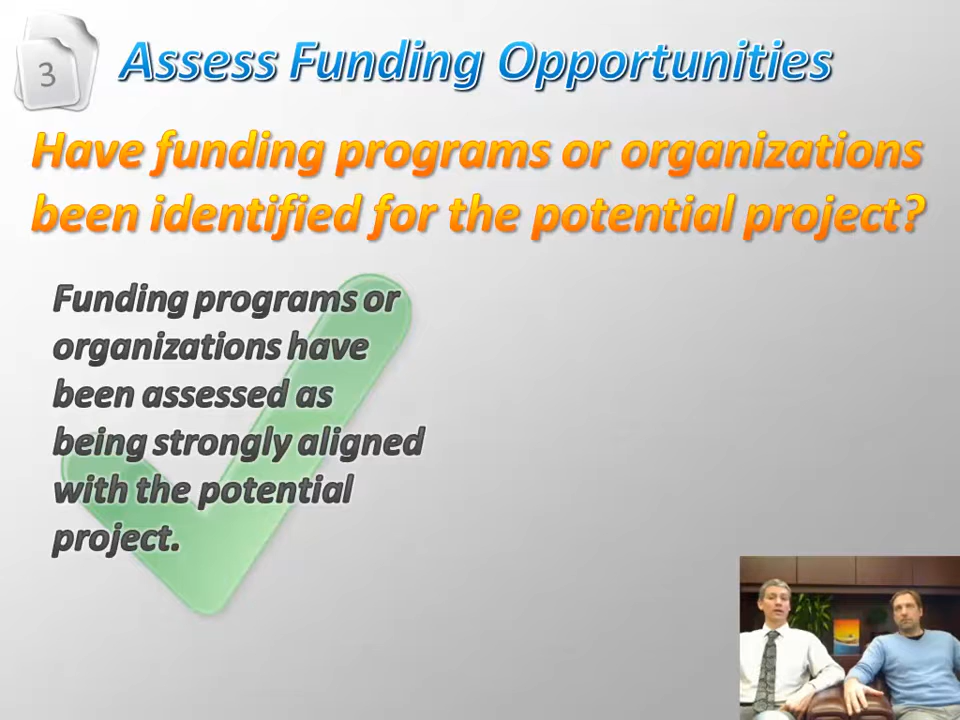 3
Assess Funding Opportunities
Have funding programs or organizations
been identified for the potential project?
Funding programs or
organizations have
been assessed as
being strongly aligned
with the potential
project.